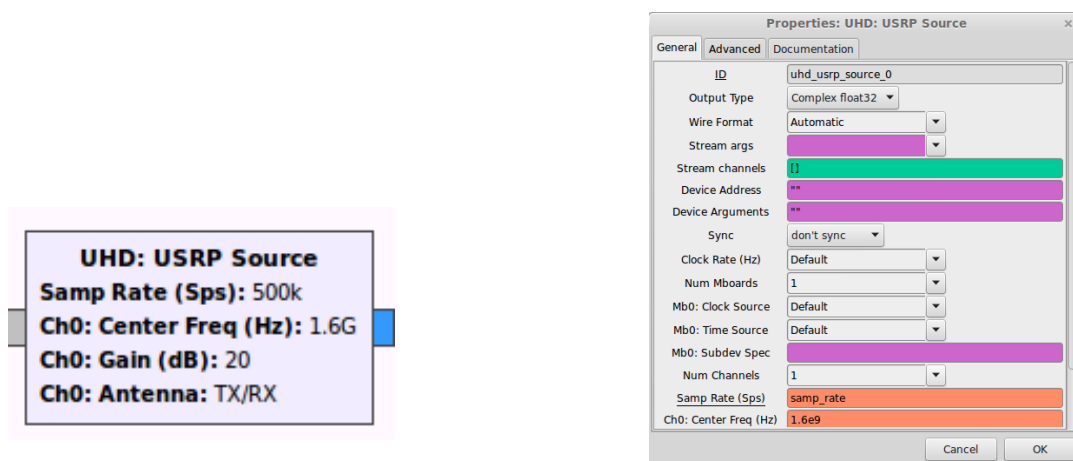 UHD: USRP Source
Samp Rate (Sps): 500k
Ch0: Center Freq (Hz): 1.6G
Ch0: Gain (dB): 20
Ch0: Antenna: TX/RX
Properties: UHD: USRP Source ×
General Advanced Documentation
ID uhd_usrp_source_0
Output Type Complex float32
Wire Format Automatic
Stream args
Stream channels []
Device Address ""
Device Arguments ""
Sync don't sync
Clock Rate (Hz) Default
Num Mboards 1
Mb0: Clock Source Default
Mb0: Time Source Default
Mb0: Subdev Spec
Num Channels 1
Samp Rate (Sps) samp_rate
Ch0: Center Freq (Hz) 1.6e9
Cancel OK